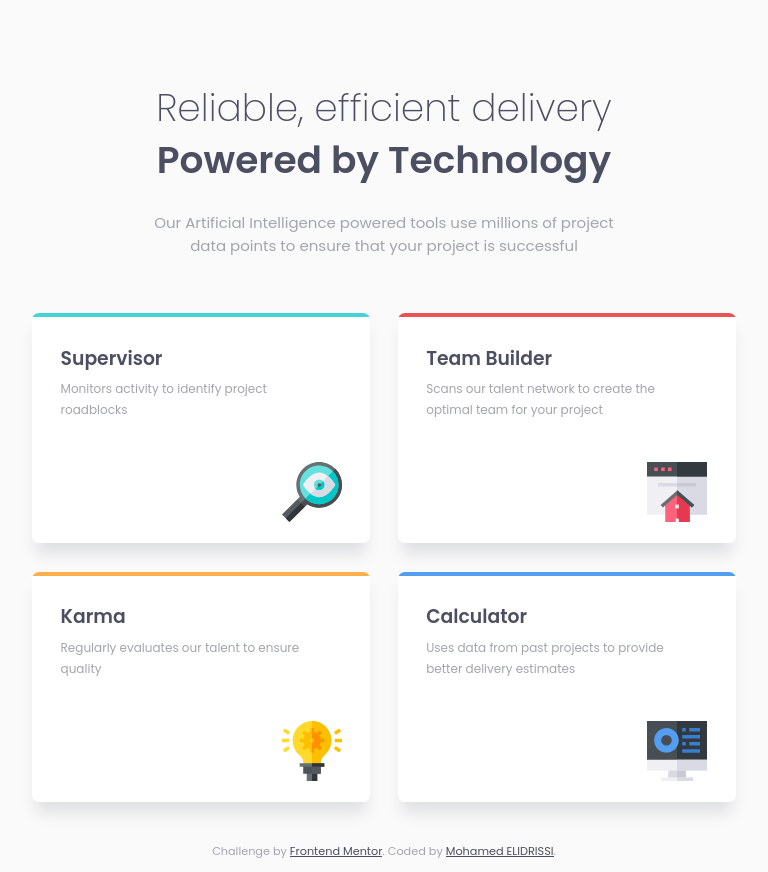 Reliable, efficient delivery
Powered by Technology
Our Artificial Intelligence powered tools use millions of project
data points to ensure that your project is successful
Supervisor
Monitors activity to identify project
roadblocks
Team Builder
Scans our talent network to create the
optimal team for your project
Karma
Regularly evaluates our talent to ensure
quality
Calculator
Uses data from past projects to provide
better delivery estimates
Challenge by Frontend Mentor. Coded by Mohamed ELIDRISSI.